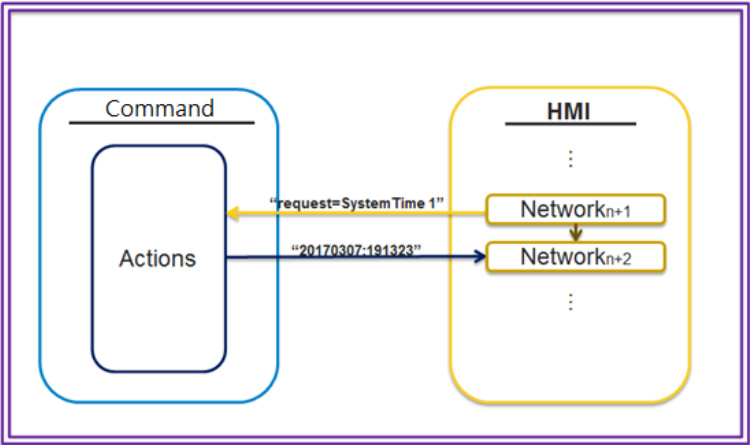 Command
HMI
⋮
"request=SystemTime 1"
Networkn+1
Actions
"20170307:191323"
Networkn+2
⋮